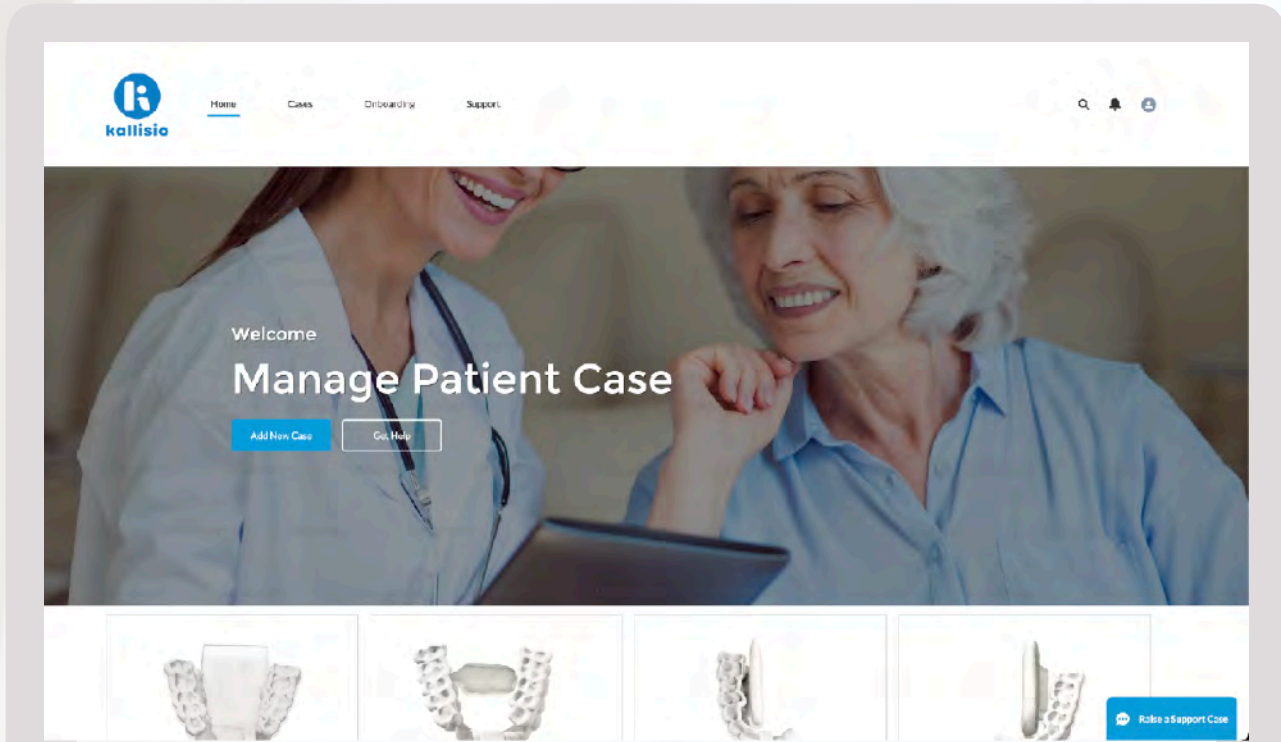 kallisio
Home Cases Onboarding Support
Welcome
Manage Patient Case
Add New Case Get Help
Raise a Support Case